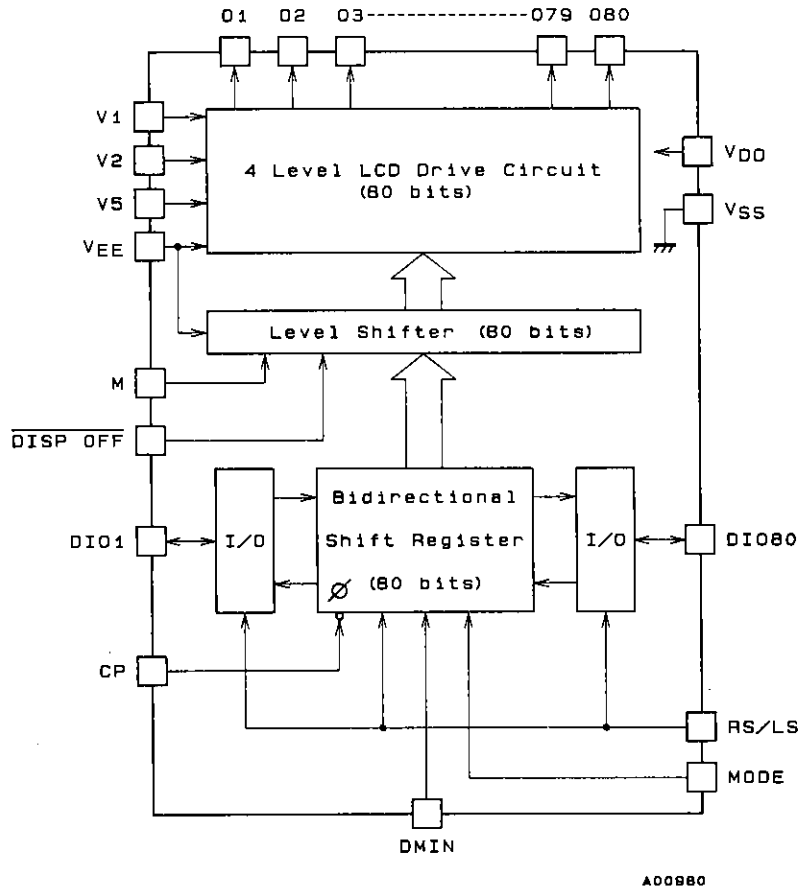 O1 O2 O3 O79 O80
V1
V2
V5
VEE
4 Level LCD Drive Circuit
(80 bits)
VDD
VSS
Level Shifter (80 bits)
M
DISP OFF
DIO1
I/O
Bidirectional
Shift Register
(80 bits)
Ø
I/O
DIO80
CP
RS/LS
MODE
DMIN
A00980